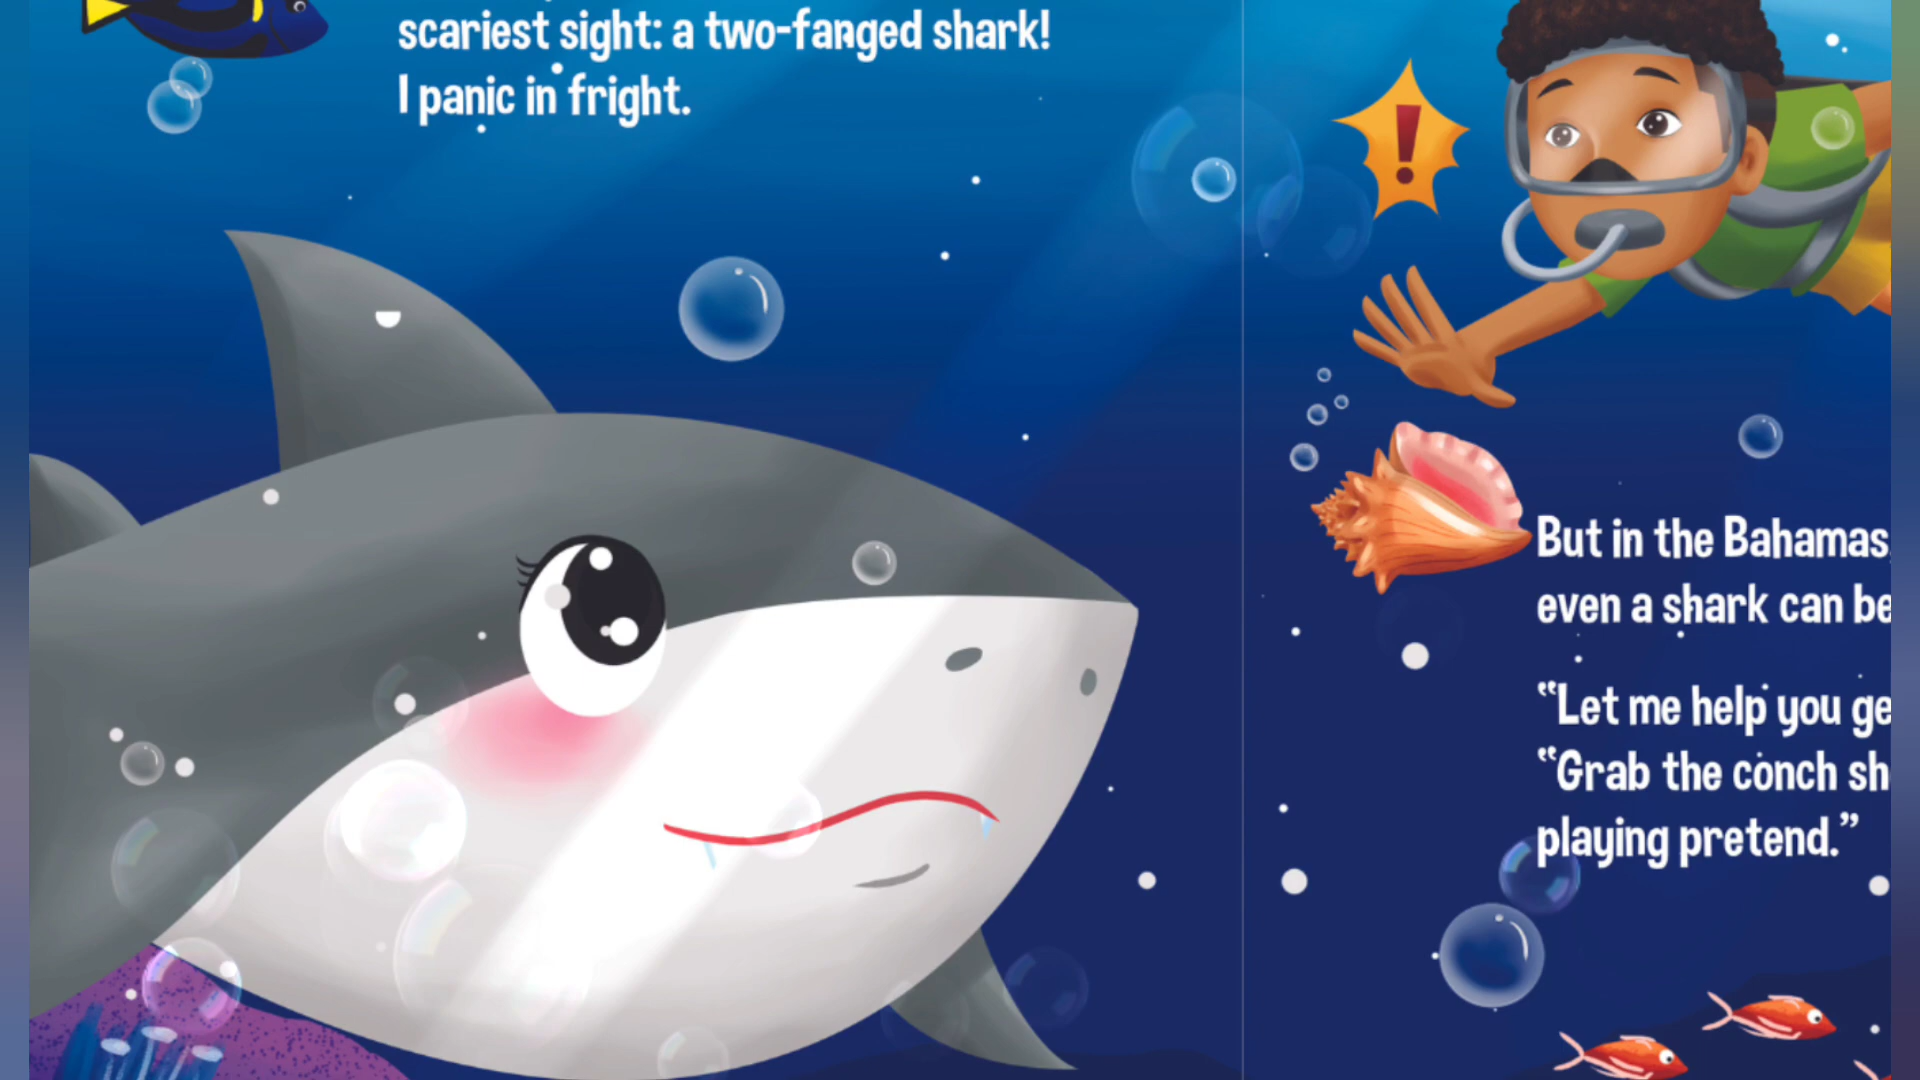 scariest sight: a two-fanged shark!
I panic in fright.
!
But in the Bahamas,
even a shark can be
“Let me help you ge
“Grab the conch sh
playing pretend.”